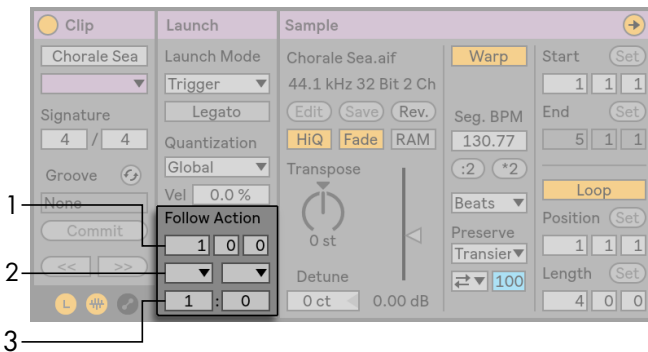 Clip
Launch
Sample
Chorale Sea
Signature
4 / 4
Groove
None
Commit
<< >>
L
Launch Mode
Trigger
Legato
Quantization
Global
Vel 0.0 %
Follow Action
1 0 0
1 : 0
Chorale Sea.aif
44.1 kHz 32 Bit 2 Ch
Edit Save Rev.
HiQ Fade RAM
Transpose
0 st
Detune
0 ct 0.00 dB
Warp
Seg. BPM
130.77
:2 *2
Beats
Preserve
Transier
100
Start Set
1 1 1
End Set
5 1 1
Loop
Position Set
1 1 1
Length Set
4 0 0
1
2
3